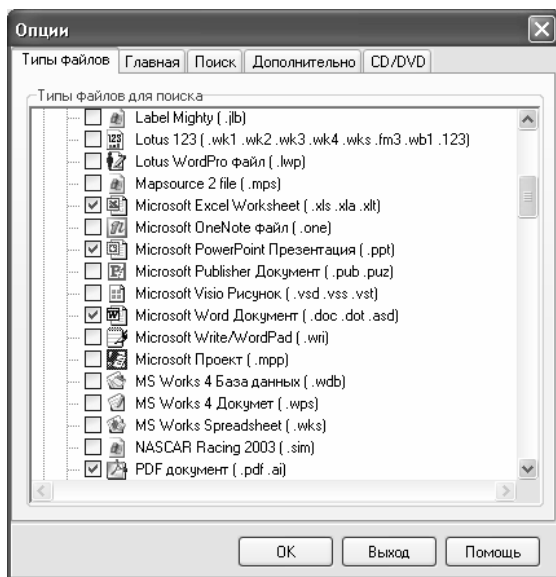 Опции
Типы файлов Главная Поиск Дополнительно CD/DVD
Типы файлов для поиска
Label Mighty ( .jlb)
Lotus 123 ( .wk1 .wk2 .wk3 .wk4 .wks .fm3 .wb1 .123)
Lotus WordPro файл ( .lwp)
Mapsource 2 file ( .mps)
Microsoft Excel Worksheet ( .xls .xla .xlt)
Microsoft OneNote файл ( .one)
Microsoft PowerPoint Презентация ( .ppt)
Microsoft Publisher Документ ( .pub .puz)
Microsoft Visio Рисунок ( .vsd .vss .vst)
Microsoft Word Документ ( .doc .dot .asd)
Microsoft Write/WordPad ( .wri)
Microsoft Проект ( .mpp)
MS Works 4 База данных ( .wdb)
MS Works 4 Докумет ( .wps)
MS Works Spreadsheet ( .wks)
NASCAR Racing 2003 ( .sim)
PDF документ ( .pdf .ai)
OK Выход Помощь